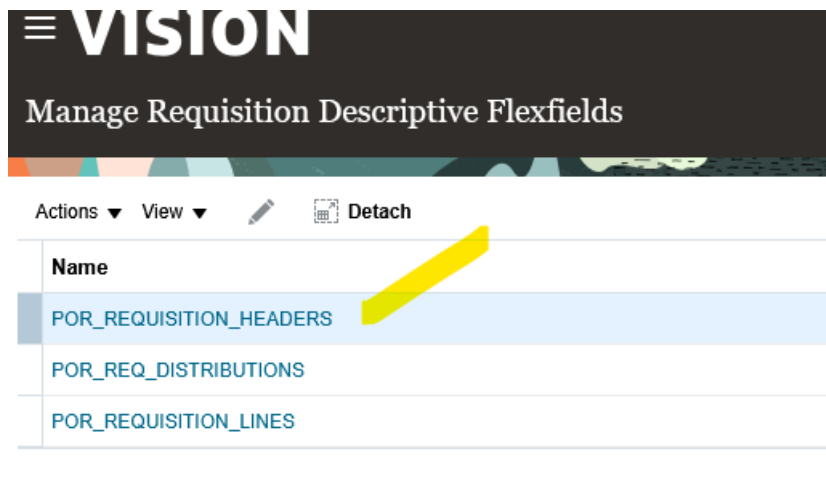 VISION
Manage Requisition Descriptive Flexfields
Actions View Detach
Name
POR_REQUISITION_HEADERS
POR_REQ_DISTRIBUTIONS
POR_REQUISITION_LINES